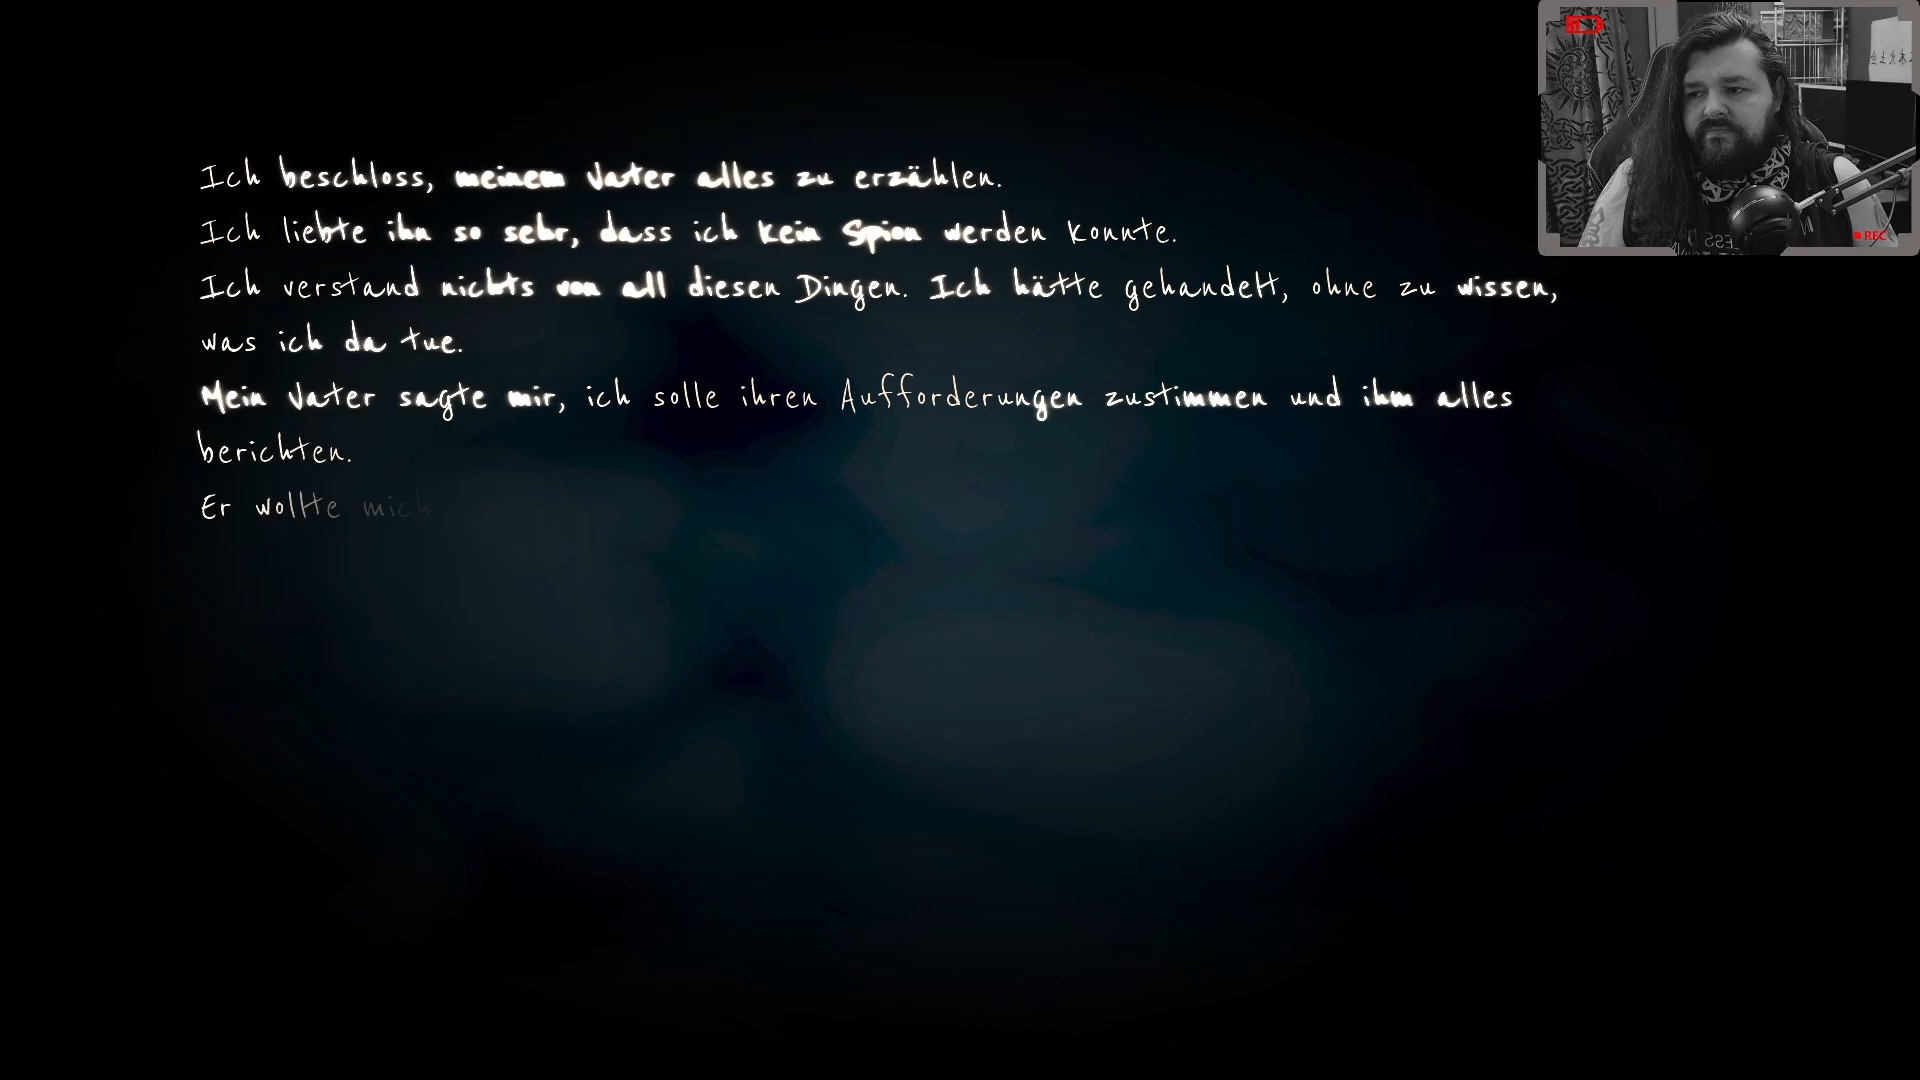 Ich beschloss, meinem Vater alles zu erzählen.
Ich liebte ihn so sehr, dass ich kein Spion werden konnte.
Ich verstand nichts von all diesen Dingen. Ich hätte gehandelt, ohne zu wissen,
was ich da tue.
Mein Vater sagte mir, ich solle ihren Aufforderungen zustimmen und ihm alles
berichten.
Er wollte mich
REC